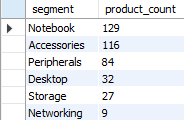 segment product_count
Notebook 129
Accessories 116
Peripherals 84
Desktop 32
Storage 27
Networking 9